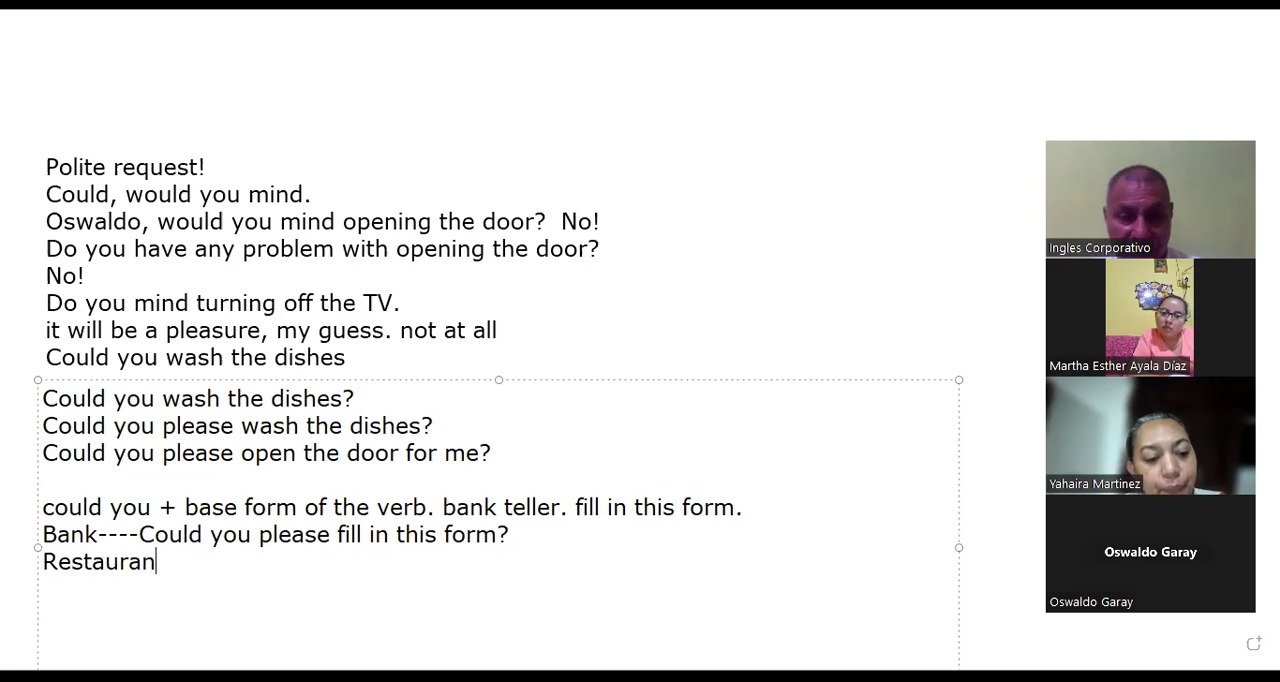 Polite request!
Could, would you mind.
Oswaldo, would you mind opening the door?  No!
Do you have any problem with opening the door?
No!
Do you mind turning off the TV.
it will be a pleasure, my guess. not at all
Could you wash the dishes
Could you wash the dishes?
Could you please wash the dishes?
Could you please open the door for me?
could you + base form of the verb. bank teller. fill in this form.
Bank----Could you please fill in this form?
Restauran
Ingles Corporativo
Martha Esther Ayala Díaz
Yahaira Martinez
Oswaldo Garay
Oswaldo Garay